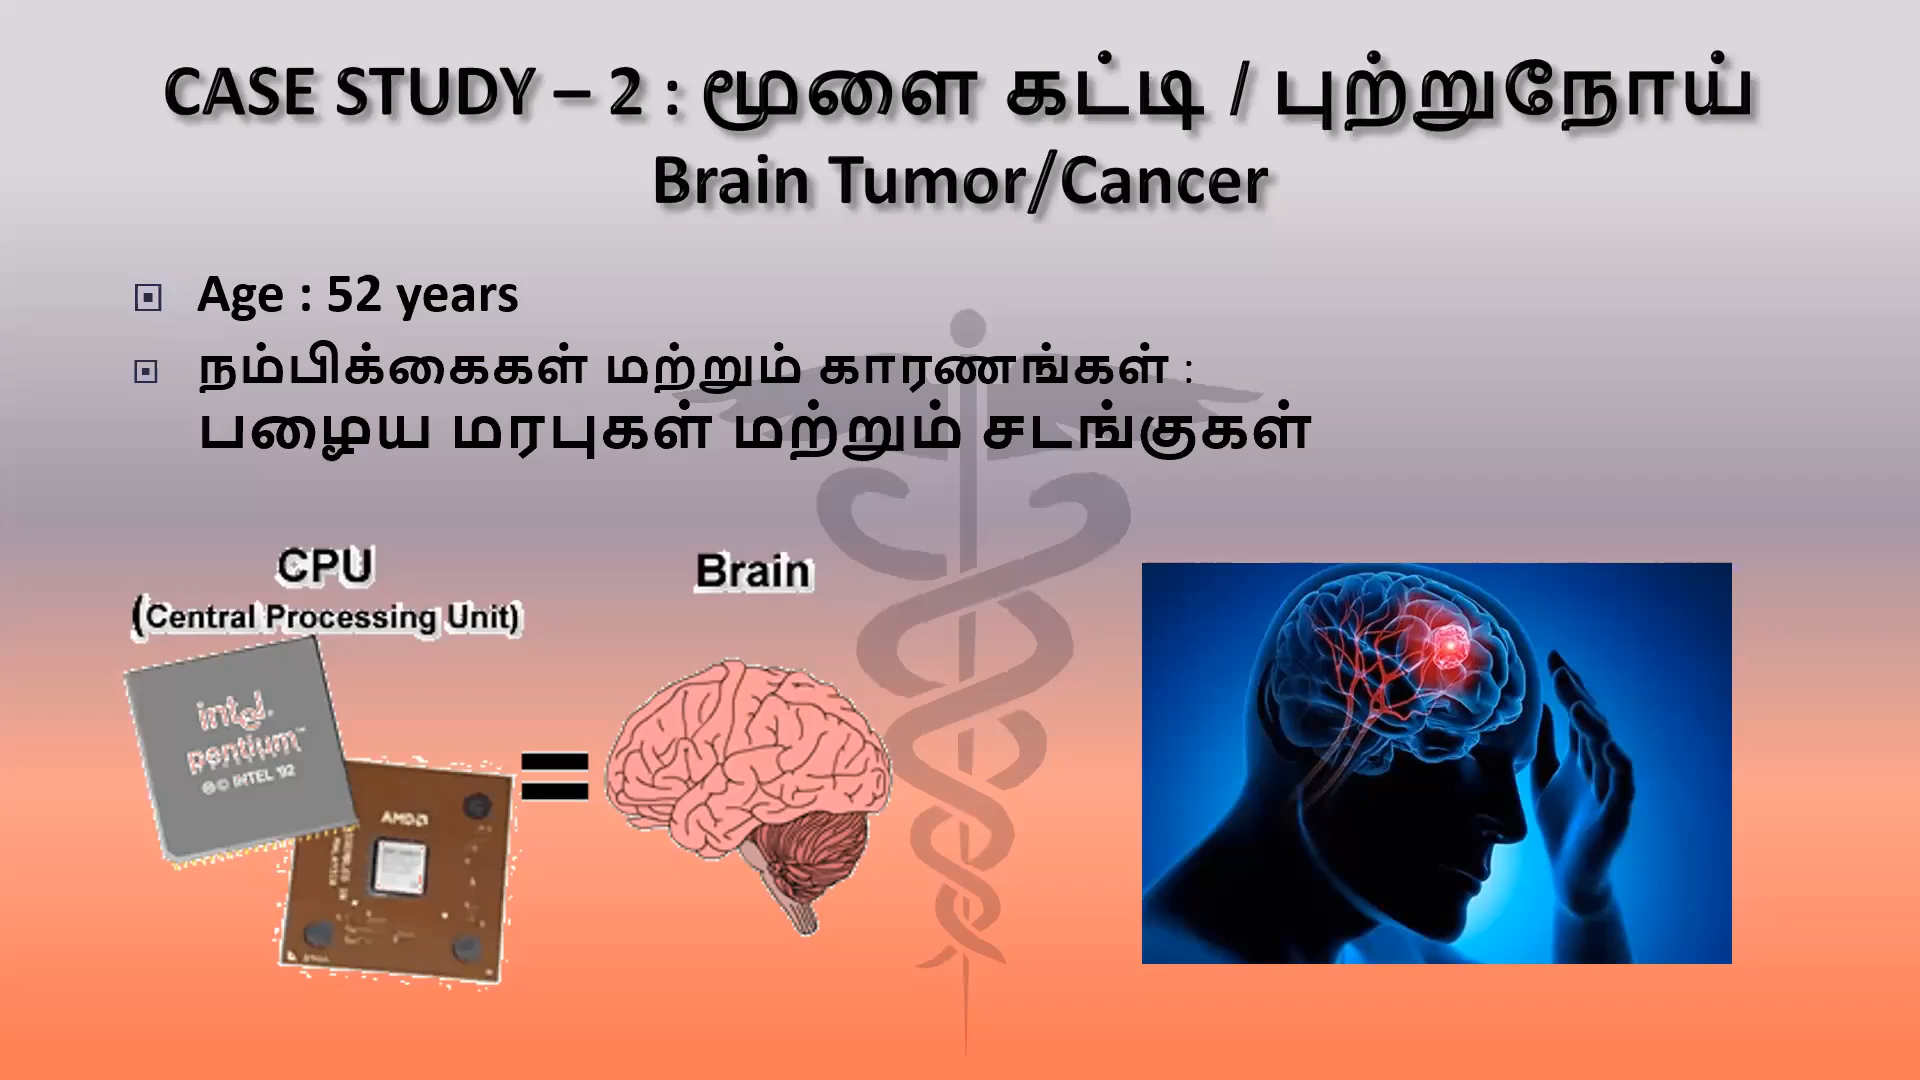 CASE STUDY – 2 : மூளை கட்டி / புற்றுநோய்
Brain Tumor/Cancer
Age : 52 years
நம்பிக்கைகள் மற்றும் காரணங்கள் :
பழைய மரபுகள் மற்றும் சடங்குகள்
CPU
(Central Processing Unit)
Brain
intel.
pentium™
©© INTEL '92
AMD
=